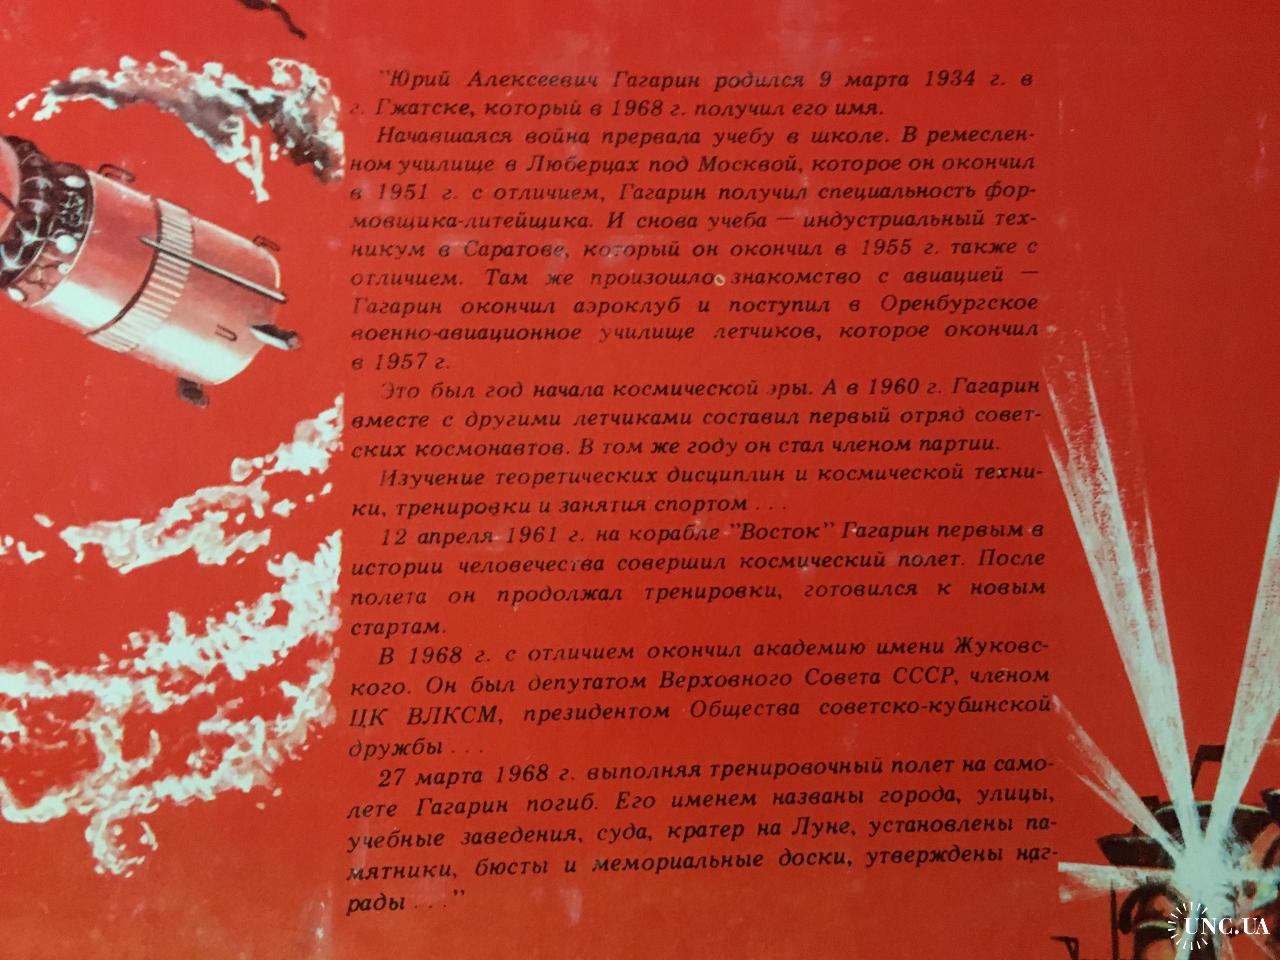 "Юрий Алексеевич Гагарин родился 9 марта 1934 г. в
г. Гжатске, который в 1968 г. получил его имя.
Начавшаяся война прервала учебу в школе. В ремеслен-
ном училище в Люберцах под Москвой, которое он окончил
в 1951 г. с отличием, Гагарин получил специальность фор-
мовщика-литейщика. И снова учеба — индустриальный тех-
никум в Саратове, который он окончил в 1955 г. также с
отличием. Там же произошло знакомство с авиацией —
Гагарин окончил аэроклуб и поступил в Оренбургское
военно-авиационное училище летчиков, которое окончил
в 1957 г.
Это был год начала космической эры. А в 1960 г. Гагарин
вместе с другими летчиками составил первый отряд совет-
ских космонавтов. В том же году он стал членом партии.
Изучение теоретических дисциплин и космической техни-
ки, тренировки и занятия спортом . . .
12 апреля 1961 г. на корабле "Восток" Гагарин первым в
истории человечества совершил космический полет. После
полета он продолжал тренировки, готовился к новым
стартам.
В 1968 г. с отличием окончил академию имени Жуковс-
кого. Он был депутатом Верховного Совета СССР, членом
ЦК ВЛКСМ, президентом Общества советско-кубинской
дружбы . . .
27 марта 1968 г. выполняя тренировочный полет на само-
лете Гагарин погиб. Его именем названы города, улицы,
учебные заведения, суда, кратер на Луне, установлены па-
мятники, бюсты и мемориальные доски, утверждены наг-
рады . . ."
UNC.UA